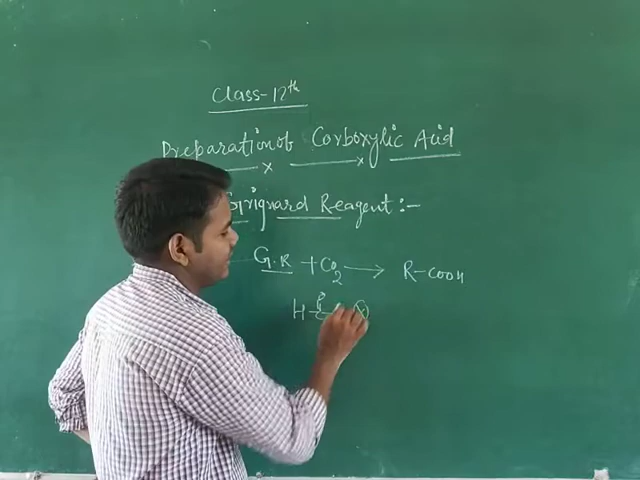 Class-12th
Preparation of Carboxylic Acid
Grignard Reagent :-
G.R + CO2 → R-COOH
H